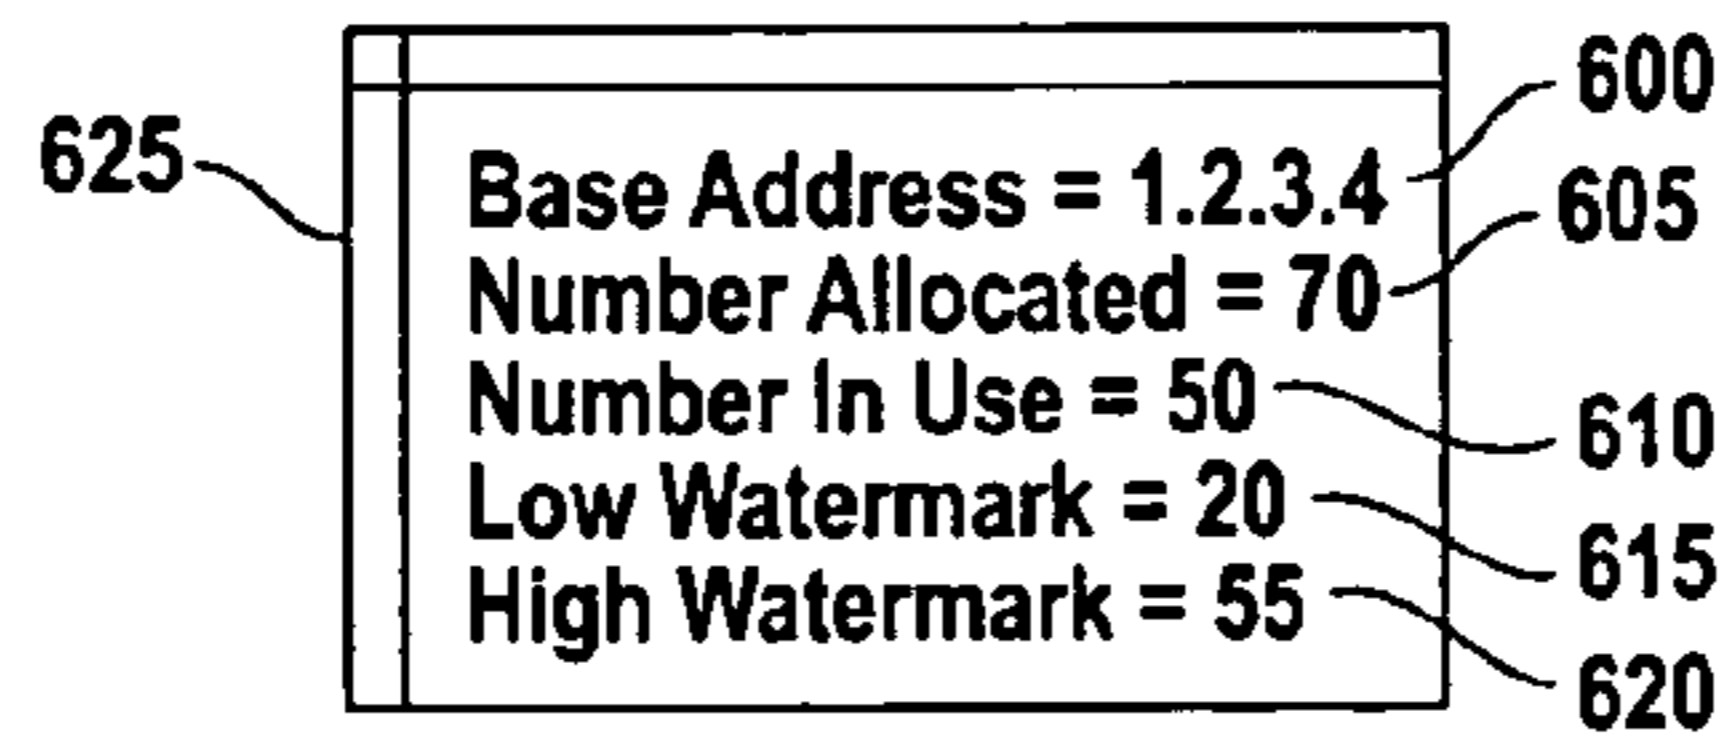 600
625
Base Address = 1.2.3.4
605
Number Allocated = 70
Number In Use = 50
610
Low Watermark = 20
615
High Watermark = 55
620